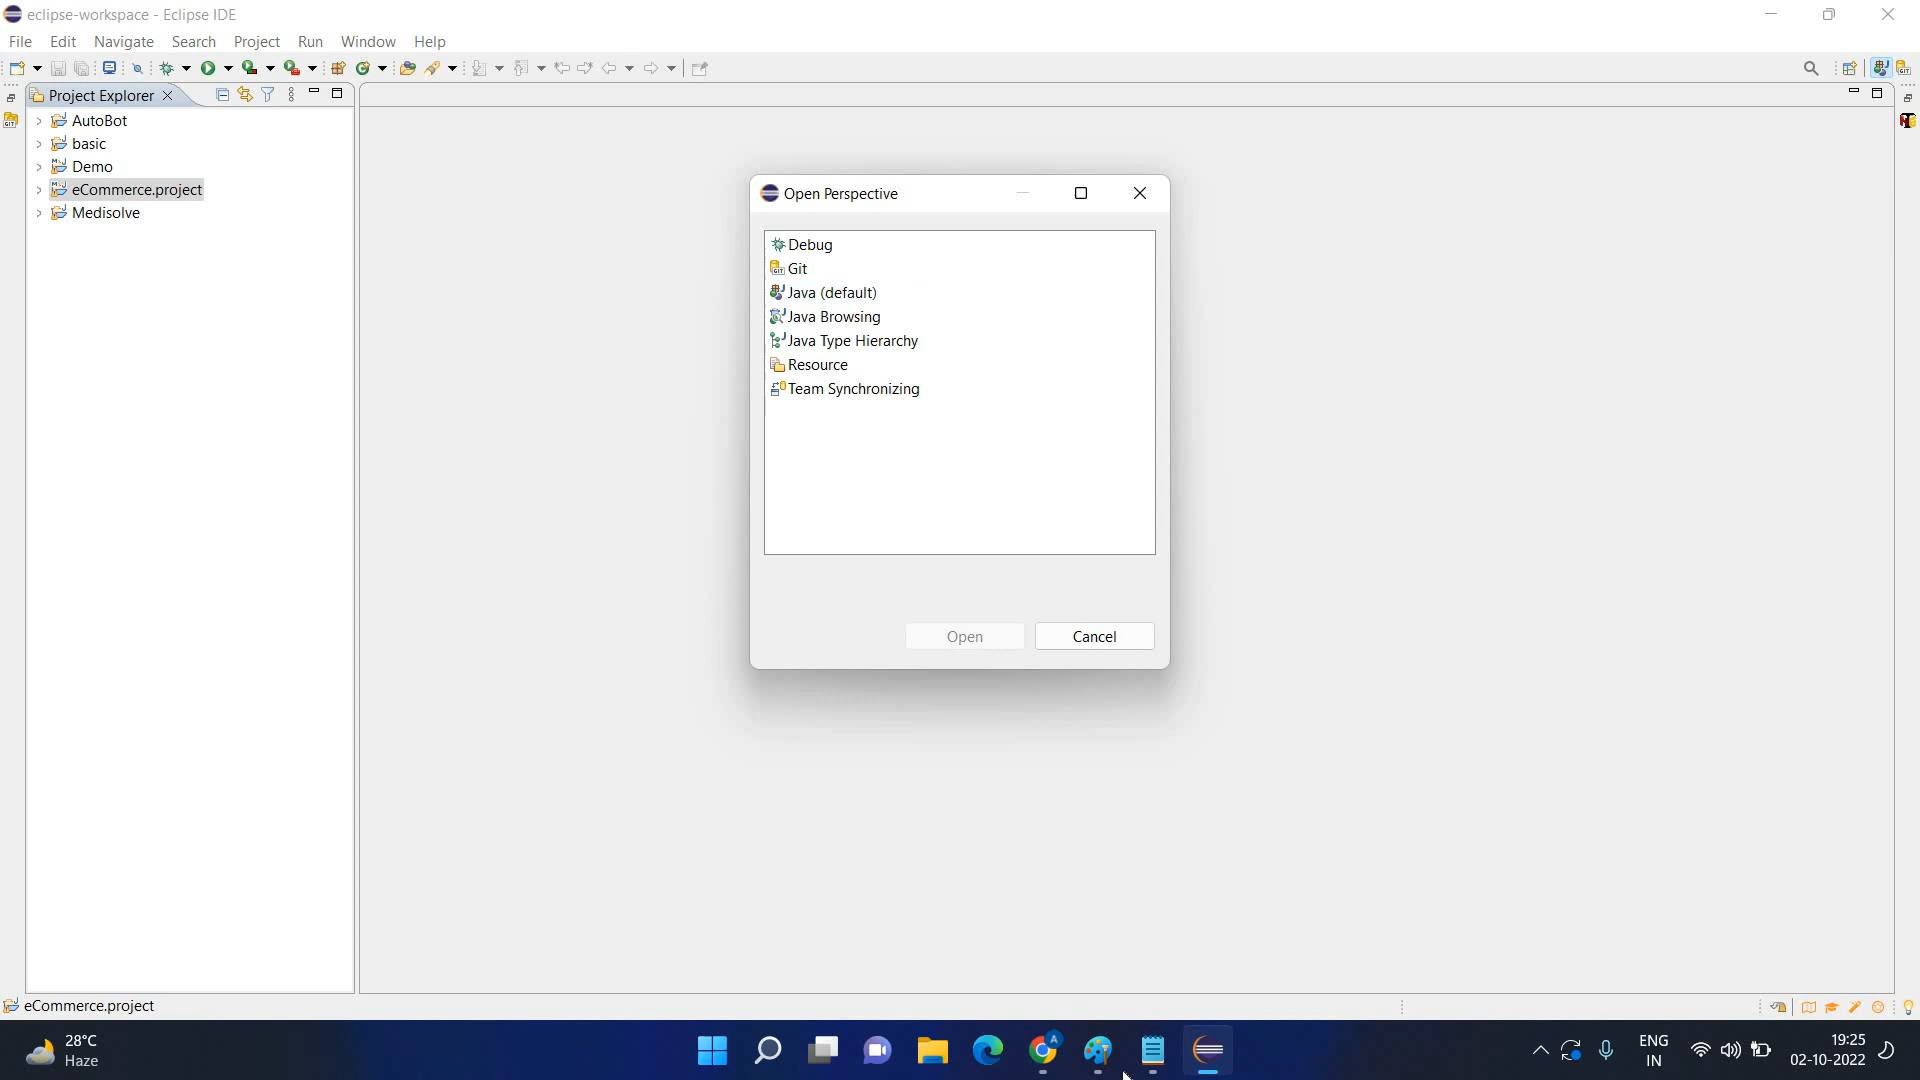 eclipse-workspace - Eclipse IDE
File Edit Navigate Search Project Run Window Help
Project Explorer
AutoBot
basic
Demo
eCommerce.project
Medisolve
Open Perspective
Debug
Git
Java (default)
Java Browsing
Java Type Hierarchy
Resource
Team Synchronizing
Open Cancel
eCommerce.project
28°C
Haze
ENG
IN
19:25
02-10-2022